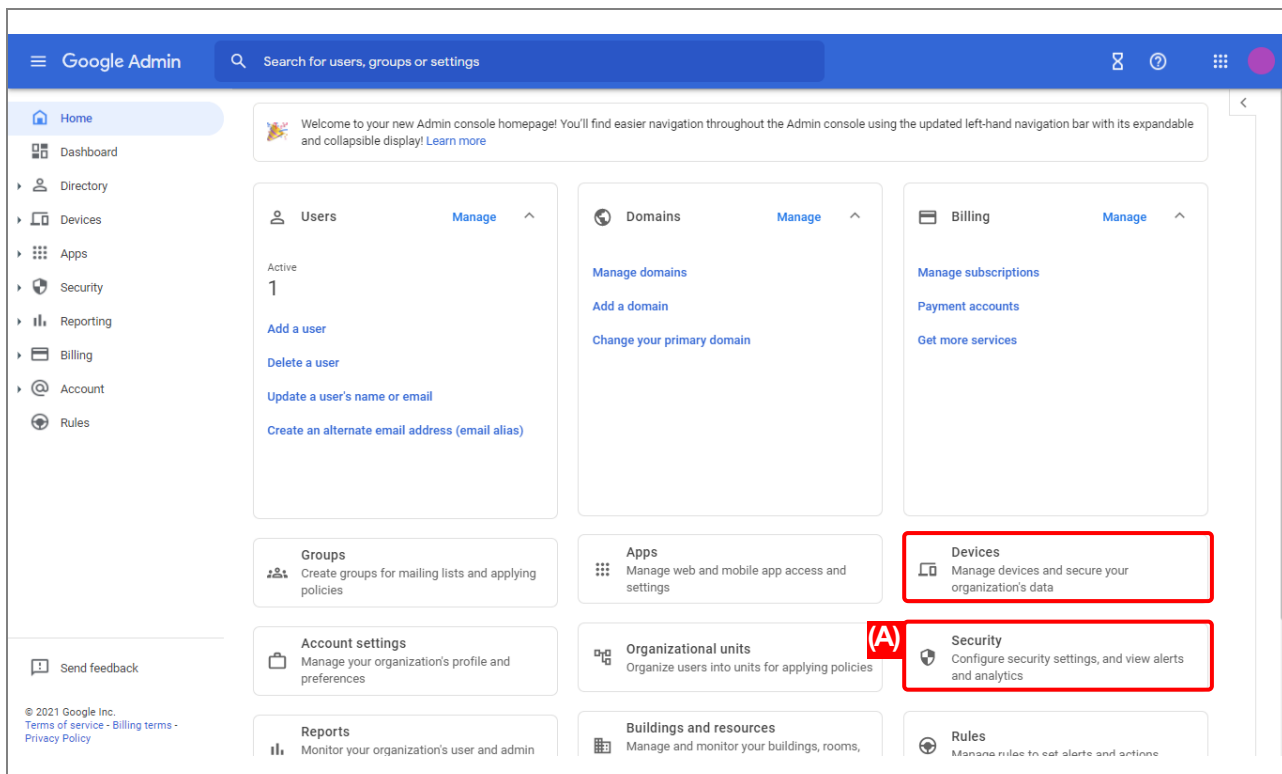 Google Admin
Search for users, groups or settings
Home
Dashboard
Directory
Devices
Apps
Security
Reporting
Billing
Account
Rules
Send feedback
© 2021 Google Inc.
Terms of service - Billing terms -
Privacy Policy
Welcome to your new Admin console homepage! You'll find easier navigation throughout the Admin console using the updated left-hand navigation bar with its expandable
and collapsible display! Learn more
Users Manage
Active
1
Add a user
Delete a user
Update a user's name or email
Create an alternate email address (email alias)
Domains Manage
Manage domains
Add a domain
Change your primary domain
Billing Manage
Manage subscriptions
Payment accounts
Get more services
Groups
Create groups for mailing lists and applying
policies
Apps
Manage web and mobile app access and
settings
Devices
Manage devices and secure your
organization's data
Account settings
Manage your organization's profile and
preferences
Organizational units
Organize users into units for applying policies
(A)
Security
Configure security settings, and view alerts
and analytics
Reports
Monitor your organization's user and admin
Buildings and resources
Manage and monitor your buildings, rooms,
Rules
Manage rules to set alerts and actions